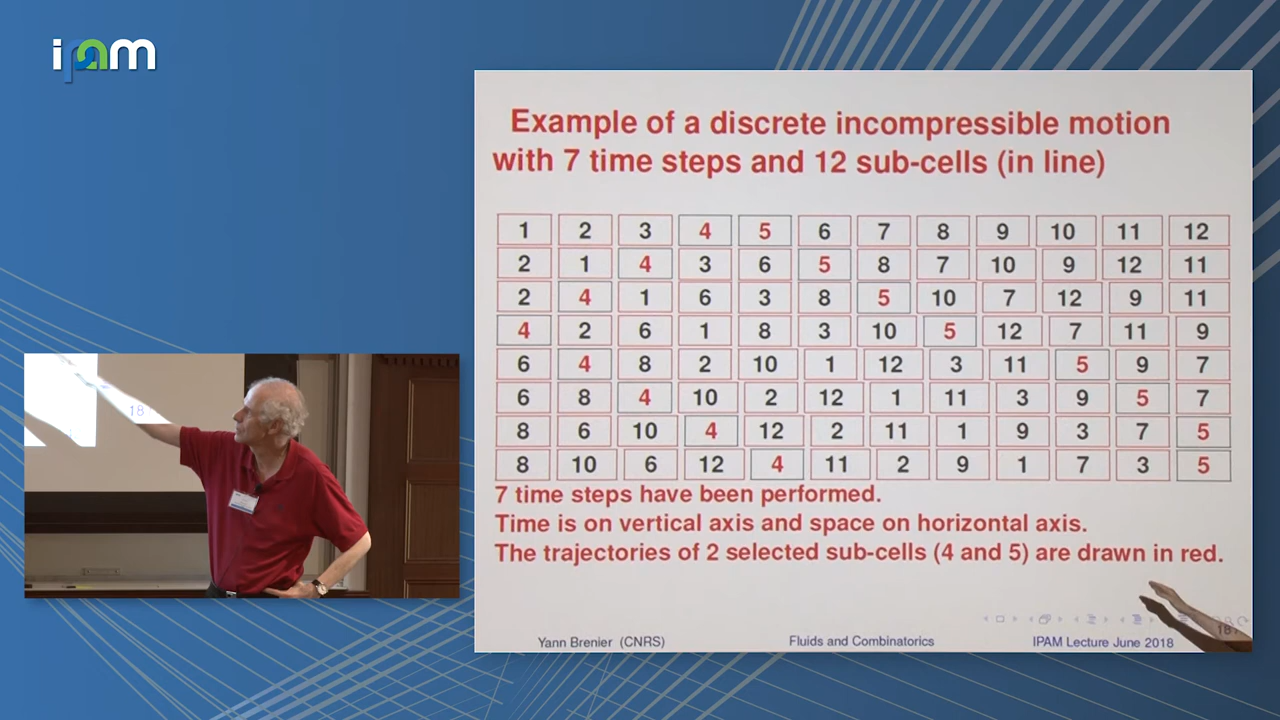 ipam
Example of a discrete incompressible motion
with 7 time steps and 12 sub-cells (in line)
1 2 3 4 5 6 7 8 9 10 11 12
2 1 4 3 6 5 8 7 10 9 12 11
2 4 1 6 3 8 5 10 7 12 9 11
4 2 6 1 8 3 10 5 12 7 11 9
6 4 8 2 10 1 12 3 11 5 9 7
6 8 4 10 2 12 1 11 3 9 5 7
8 6 10 4 12 2 11 1 9 3 7 5
8 10 6 12 4 11 2 9 1 7 3 5
7 time steps have been performed.
Time is on vertical axis and space on horizontal axis.
The trajectories of 2 selected sub-cells (4 and 5) are drawn in red.
18
Yann Brenier (CNRS) Fluids and Combinatorics IPAM Lecture June 2018